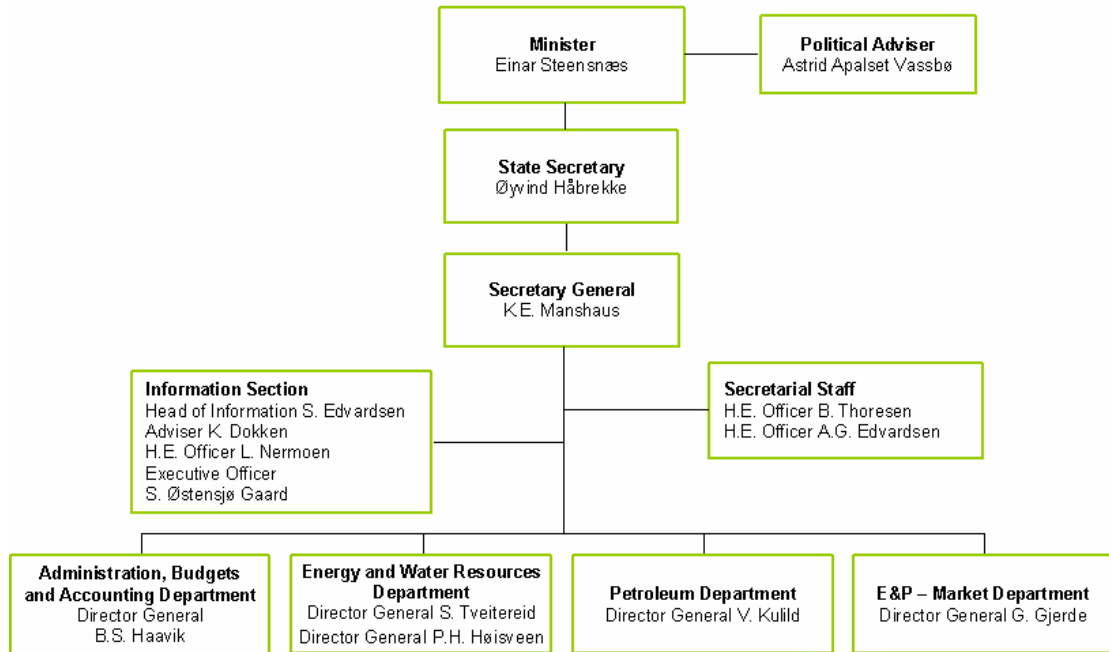 Minister
Einar Steensnæs
Political Adviser
Astrid Apalset Vassbø
State Secretary
Øyvind Håbrekke
Secretary General
K.E. Manshaus
Information Section
Head of Information S. Edvardsen
Adviser K. Dokken
H.E. Officer L. Nermoen
Executive Officer
S. Østensjø Gaard
Secretarial Staff
H.E. Officer B. Thoresen
H.E. Officer A.G. Edvardsen
Administration, Budgets
and Accounting Department
Director General
B.S. Haavik
Energy and Water Resources
Department
Director General S. Tveitereid
Director General P.H. Høisveen
Petroleum Department
Director General V. Kulild
E&P – Market Department
Director General G. Gjerde